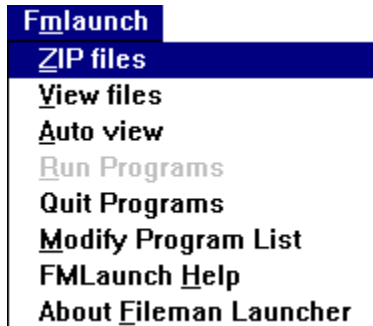 Fmlaunch
ZIP files
View files
Auto view
Run Programs
Quit Programs
Modify Program List
FMLaunch Help
About Fileman Launcher